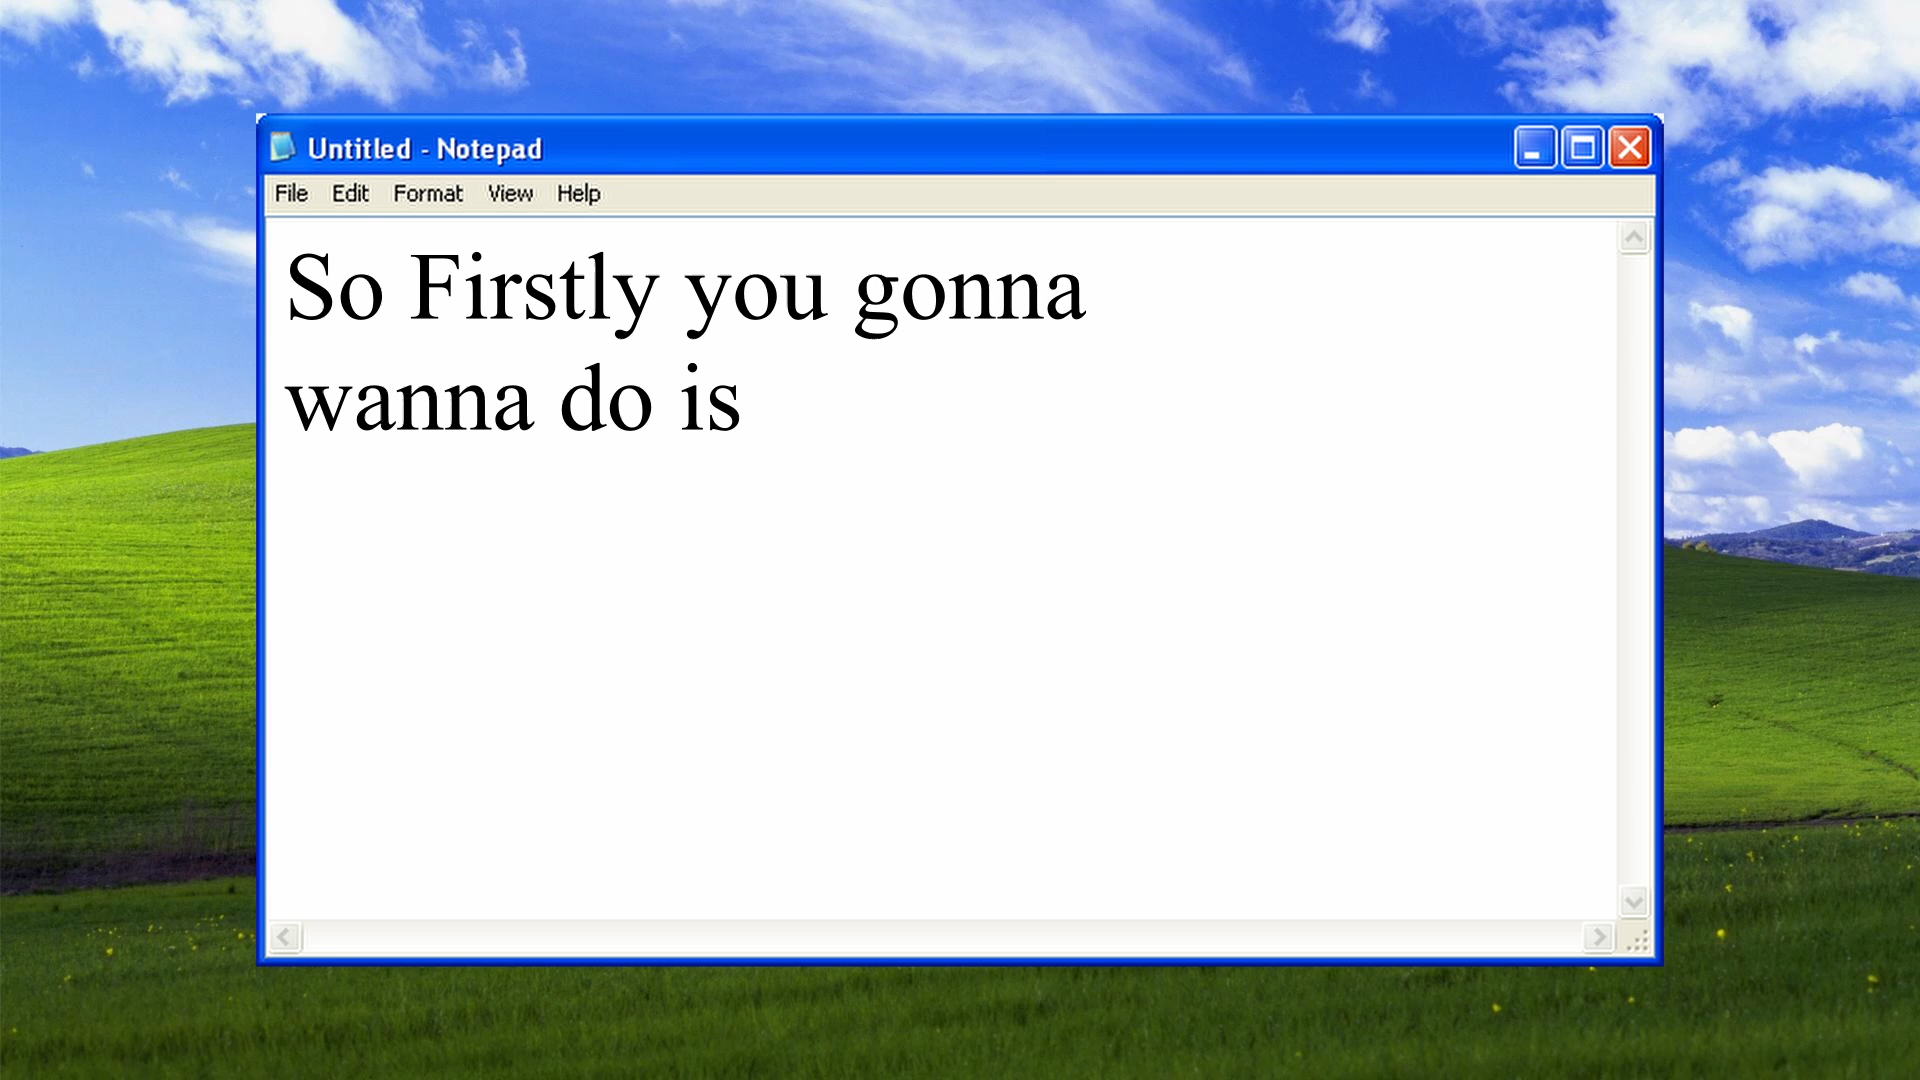 Untitled - Notepad
File Edit Format View Help
So Firstly you gonna
wanna do is